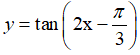 y = tan(2x − π/3)